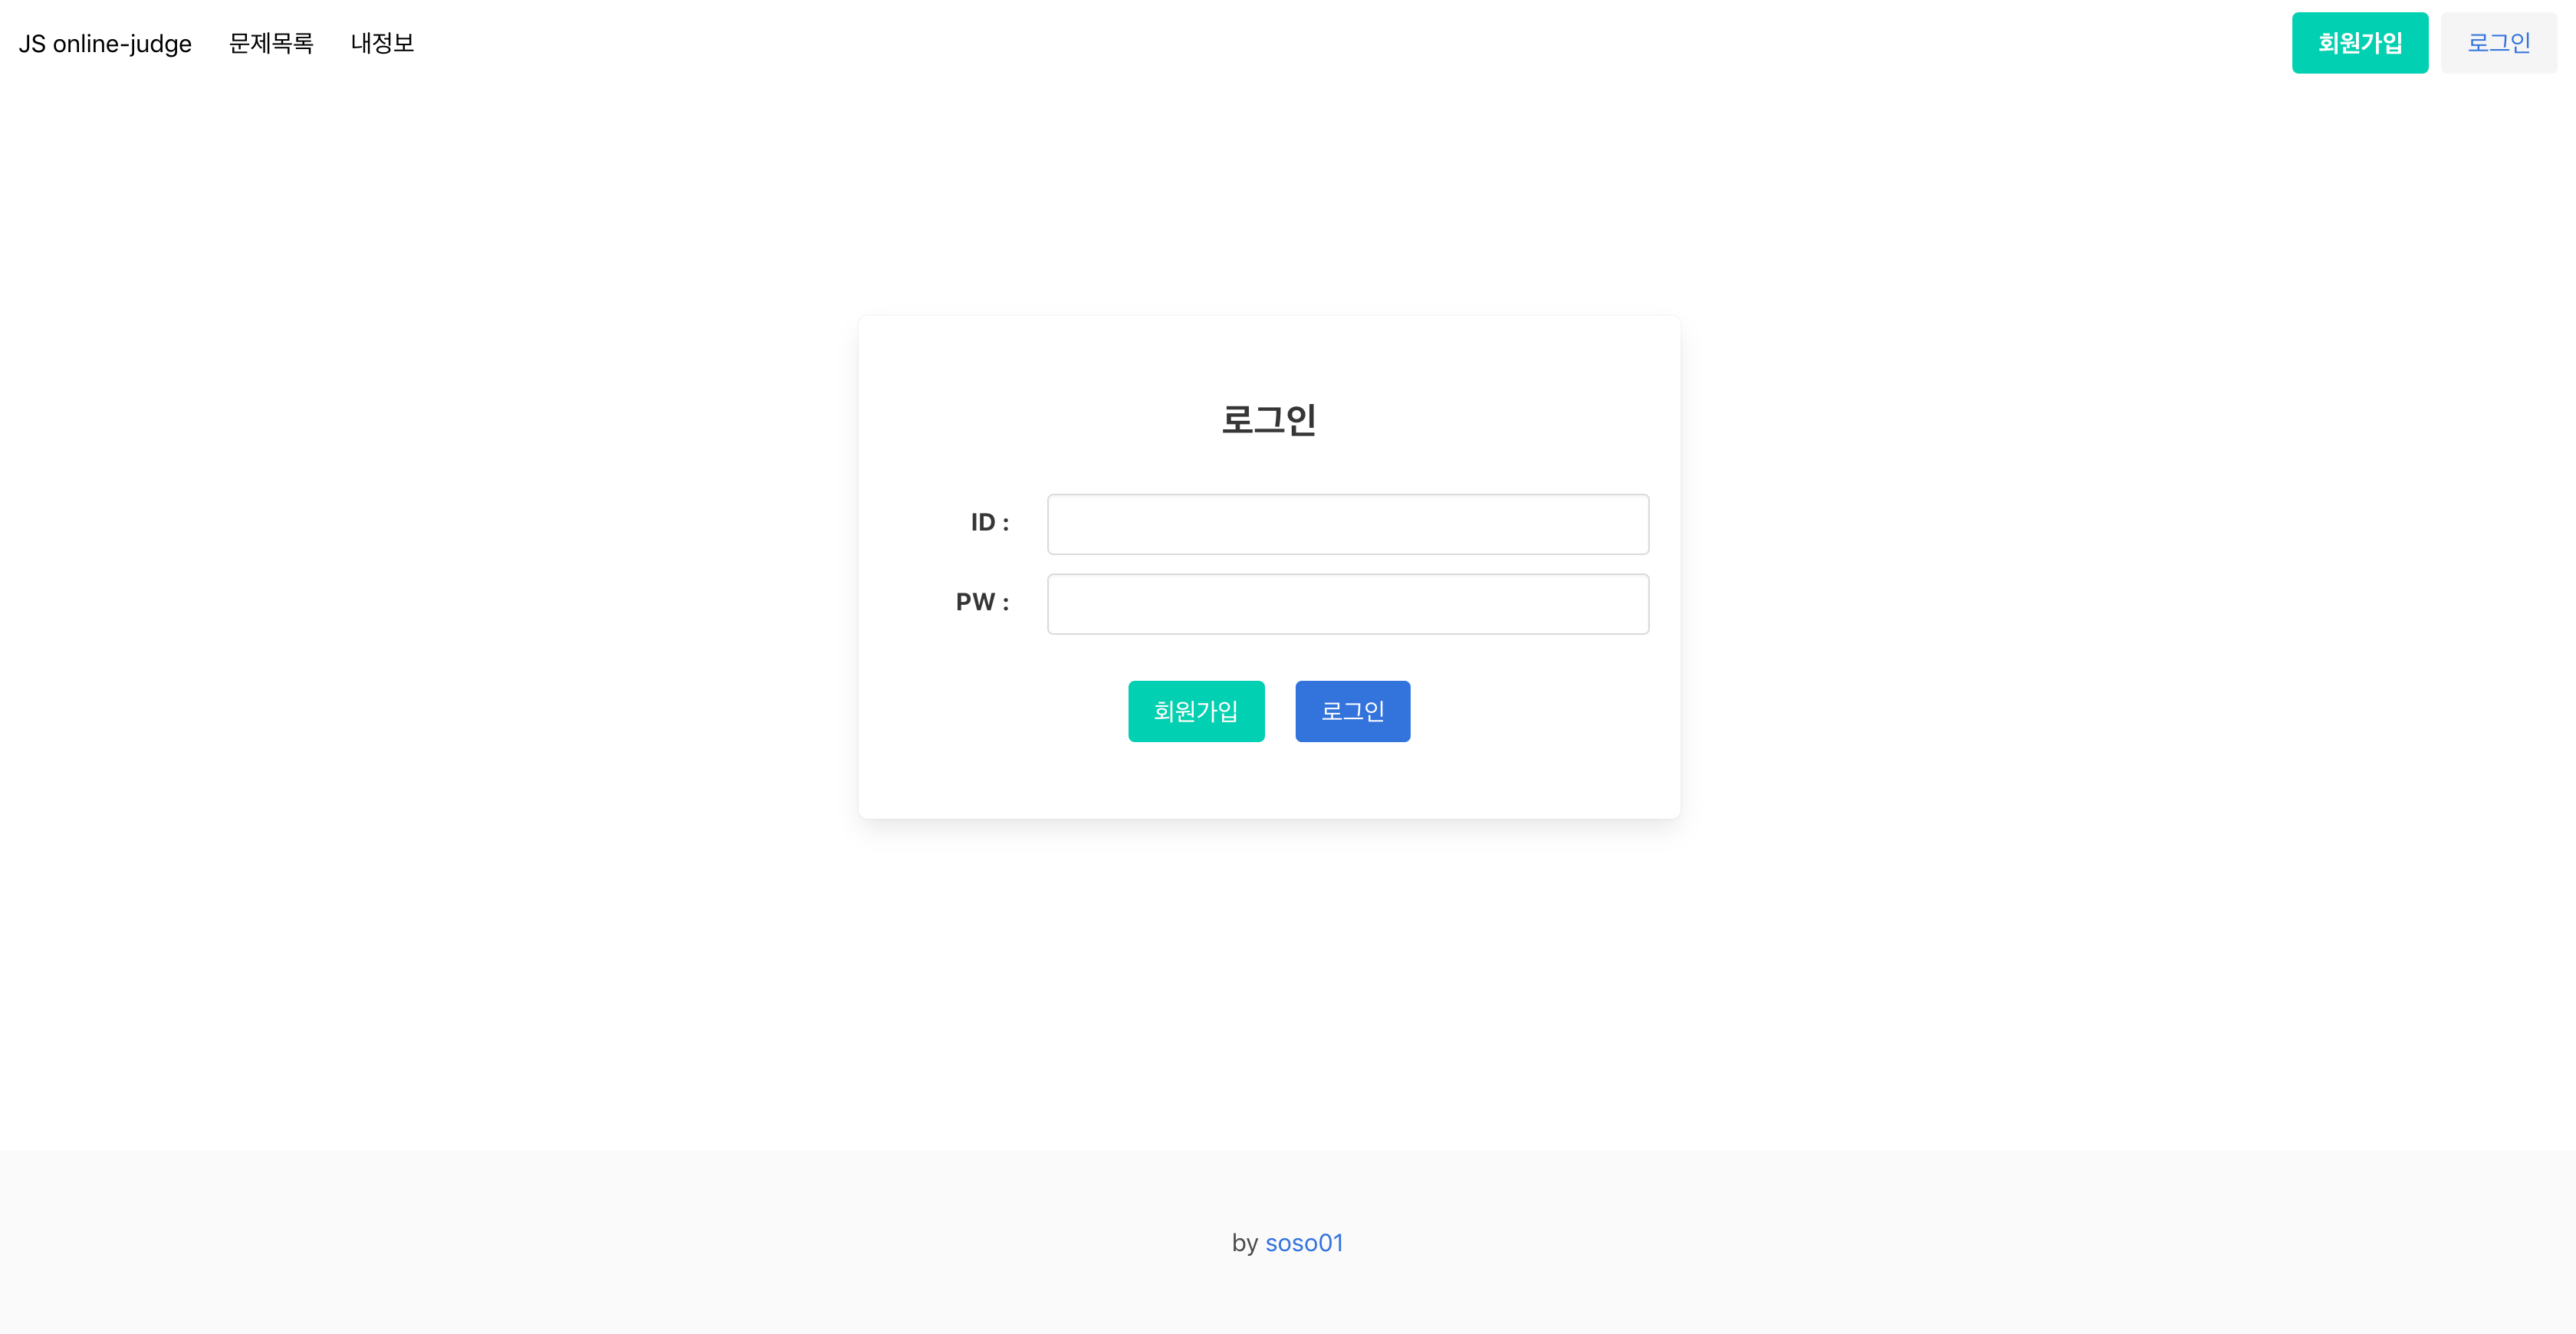 JS online-judge 문제목록 내정보 회원가입 로그인
로그인
ID :
PW :
회원가입 로그인
by soso01